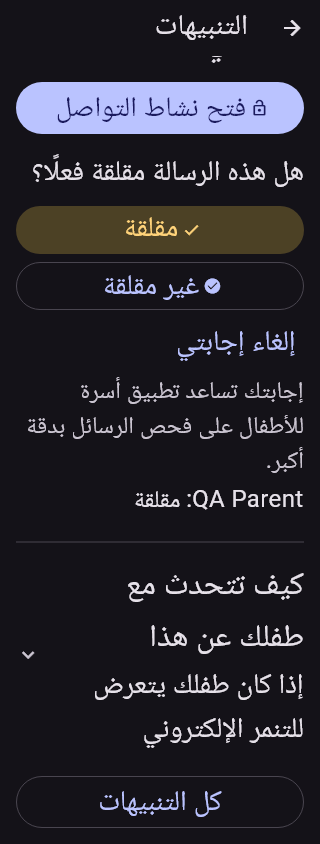 التنبيهات
فتح نشاط التواصل
هل هذه الرسالة مقلقة فعلًا؟
مقلقة
غير مقلقة
إلغاء إجابتي
إجابتك تساعد تطبيق أسرة
للأطفال على فحص الرسائل بدقة
أكبر.
QA Parent: مقلقة
كيف تتحدث مع
طفلك عن هذا
إذا كان طفلك يتعرض
للتنمر الإلكتروني
كل التنبيهات